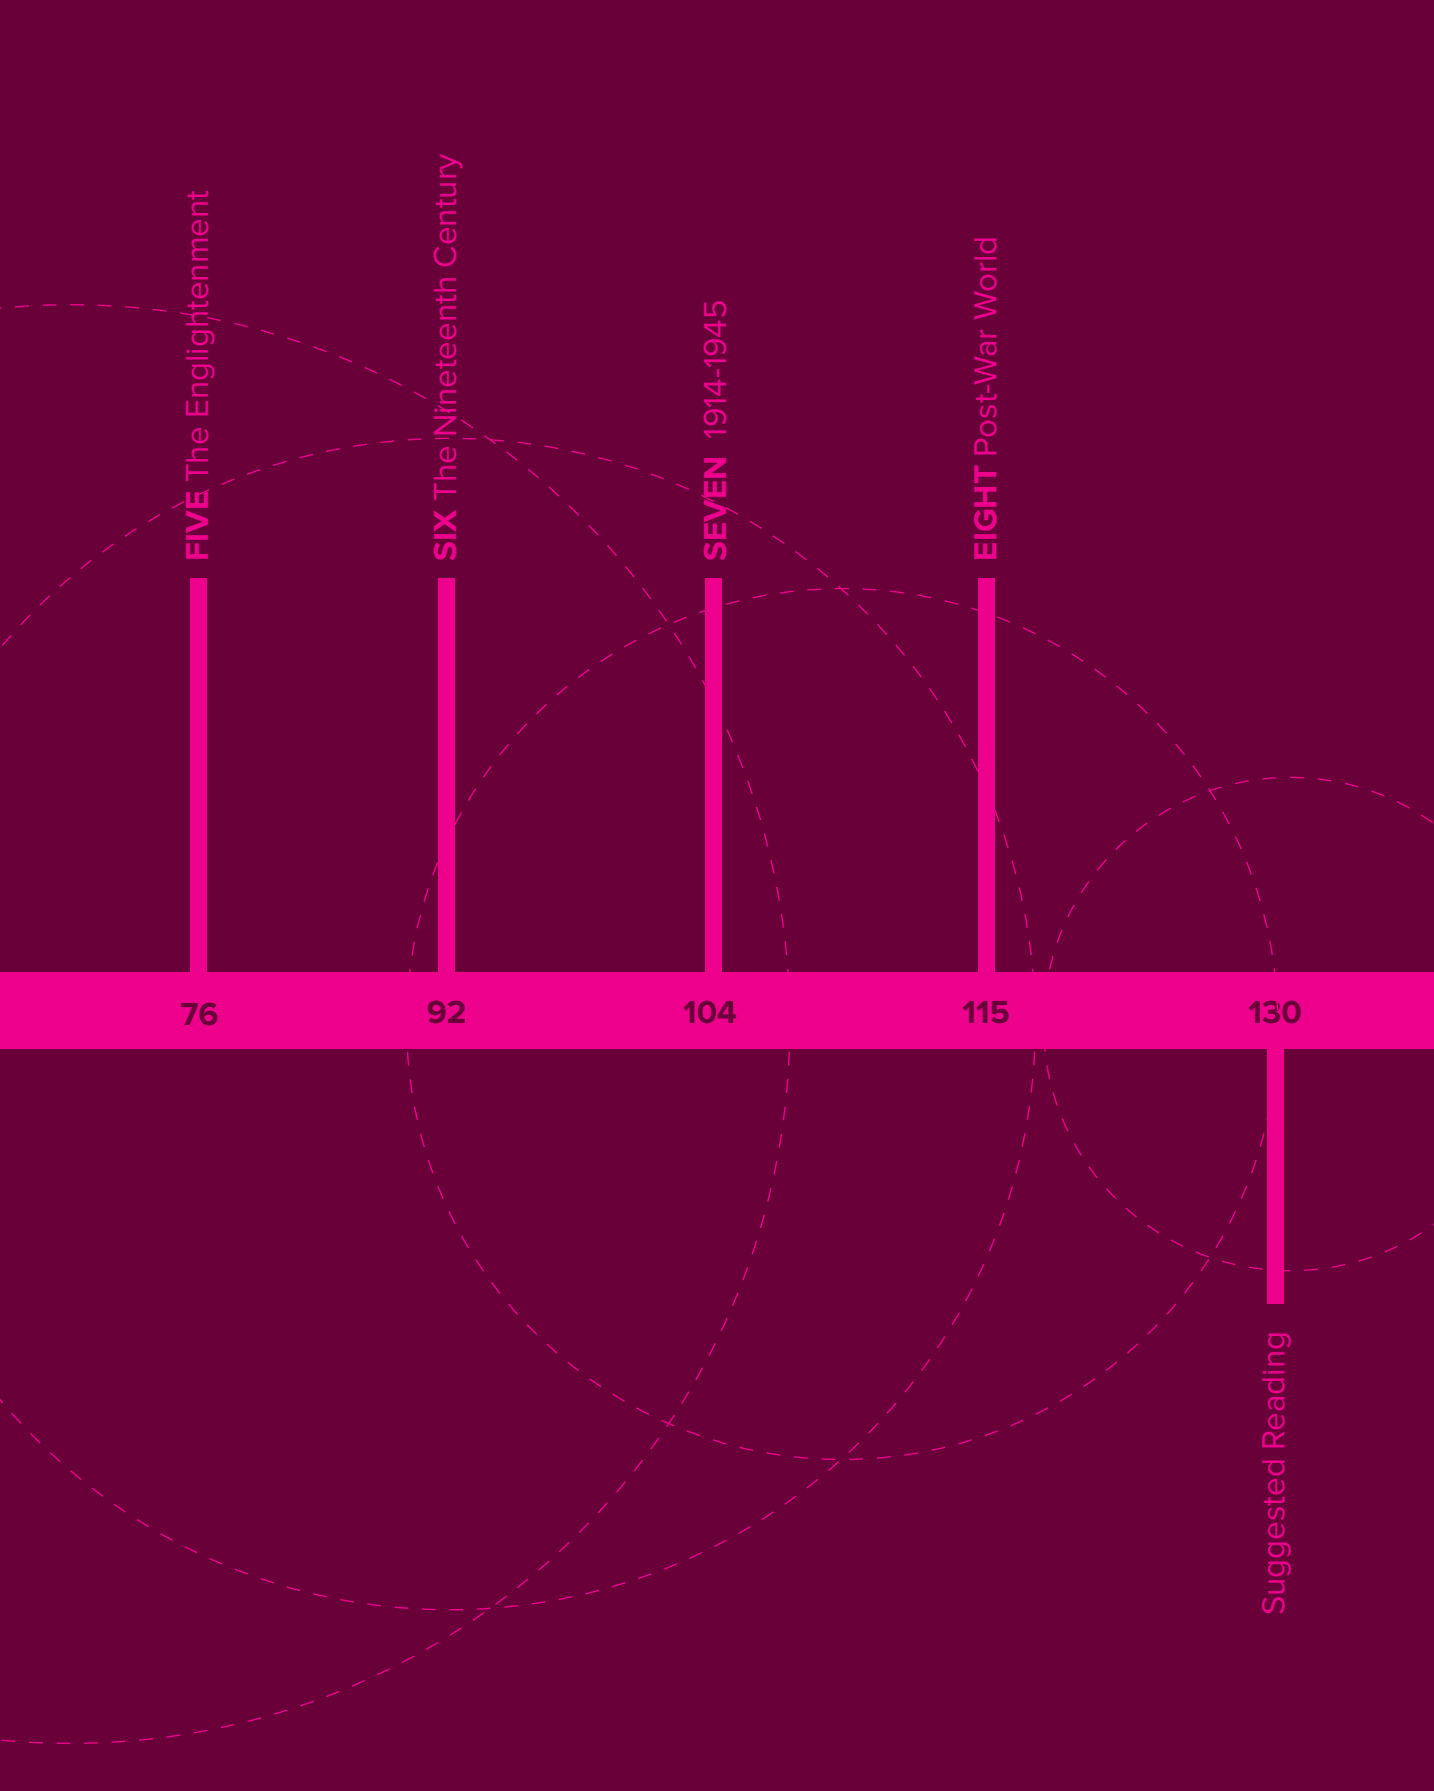 FIVE The Englightenment
SIX The Nineteenth Century
SEVEN 1914-1945
EIGHT Post-War World
76
92
104
115
130
Suggested Reading